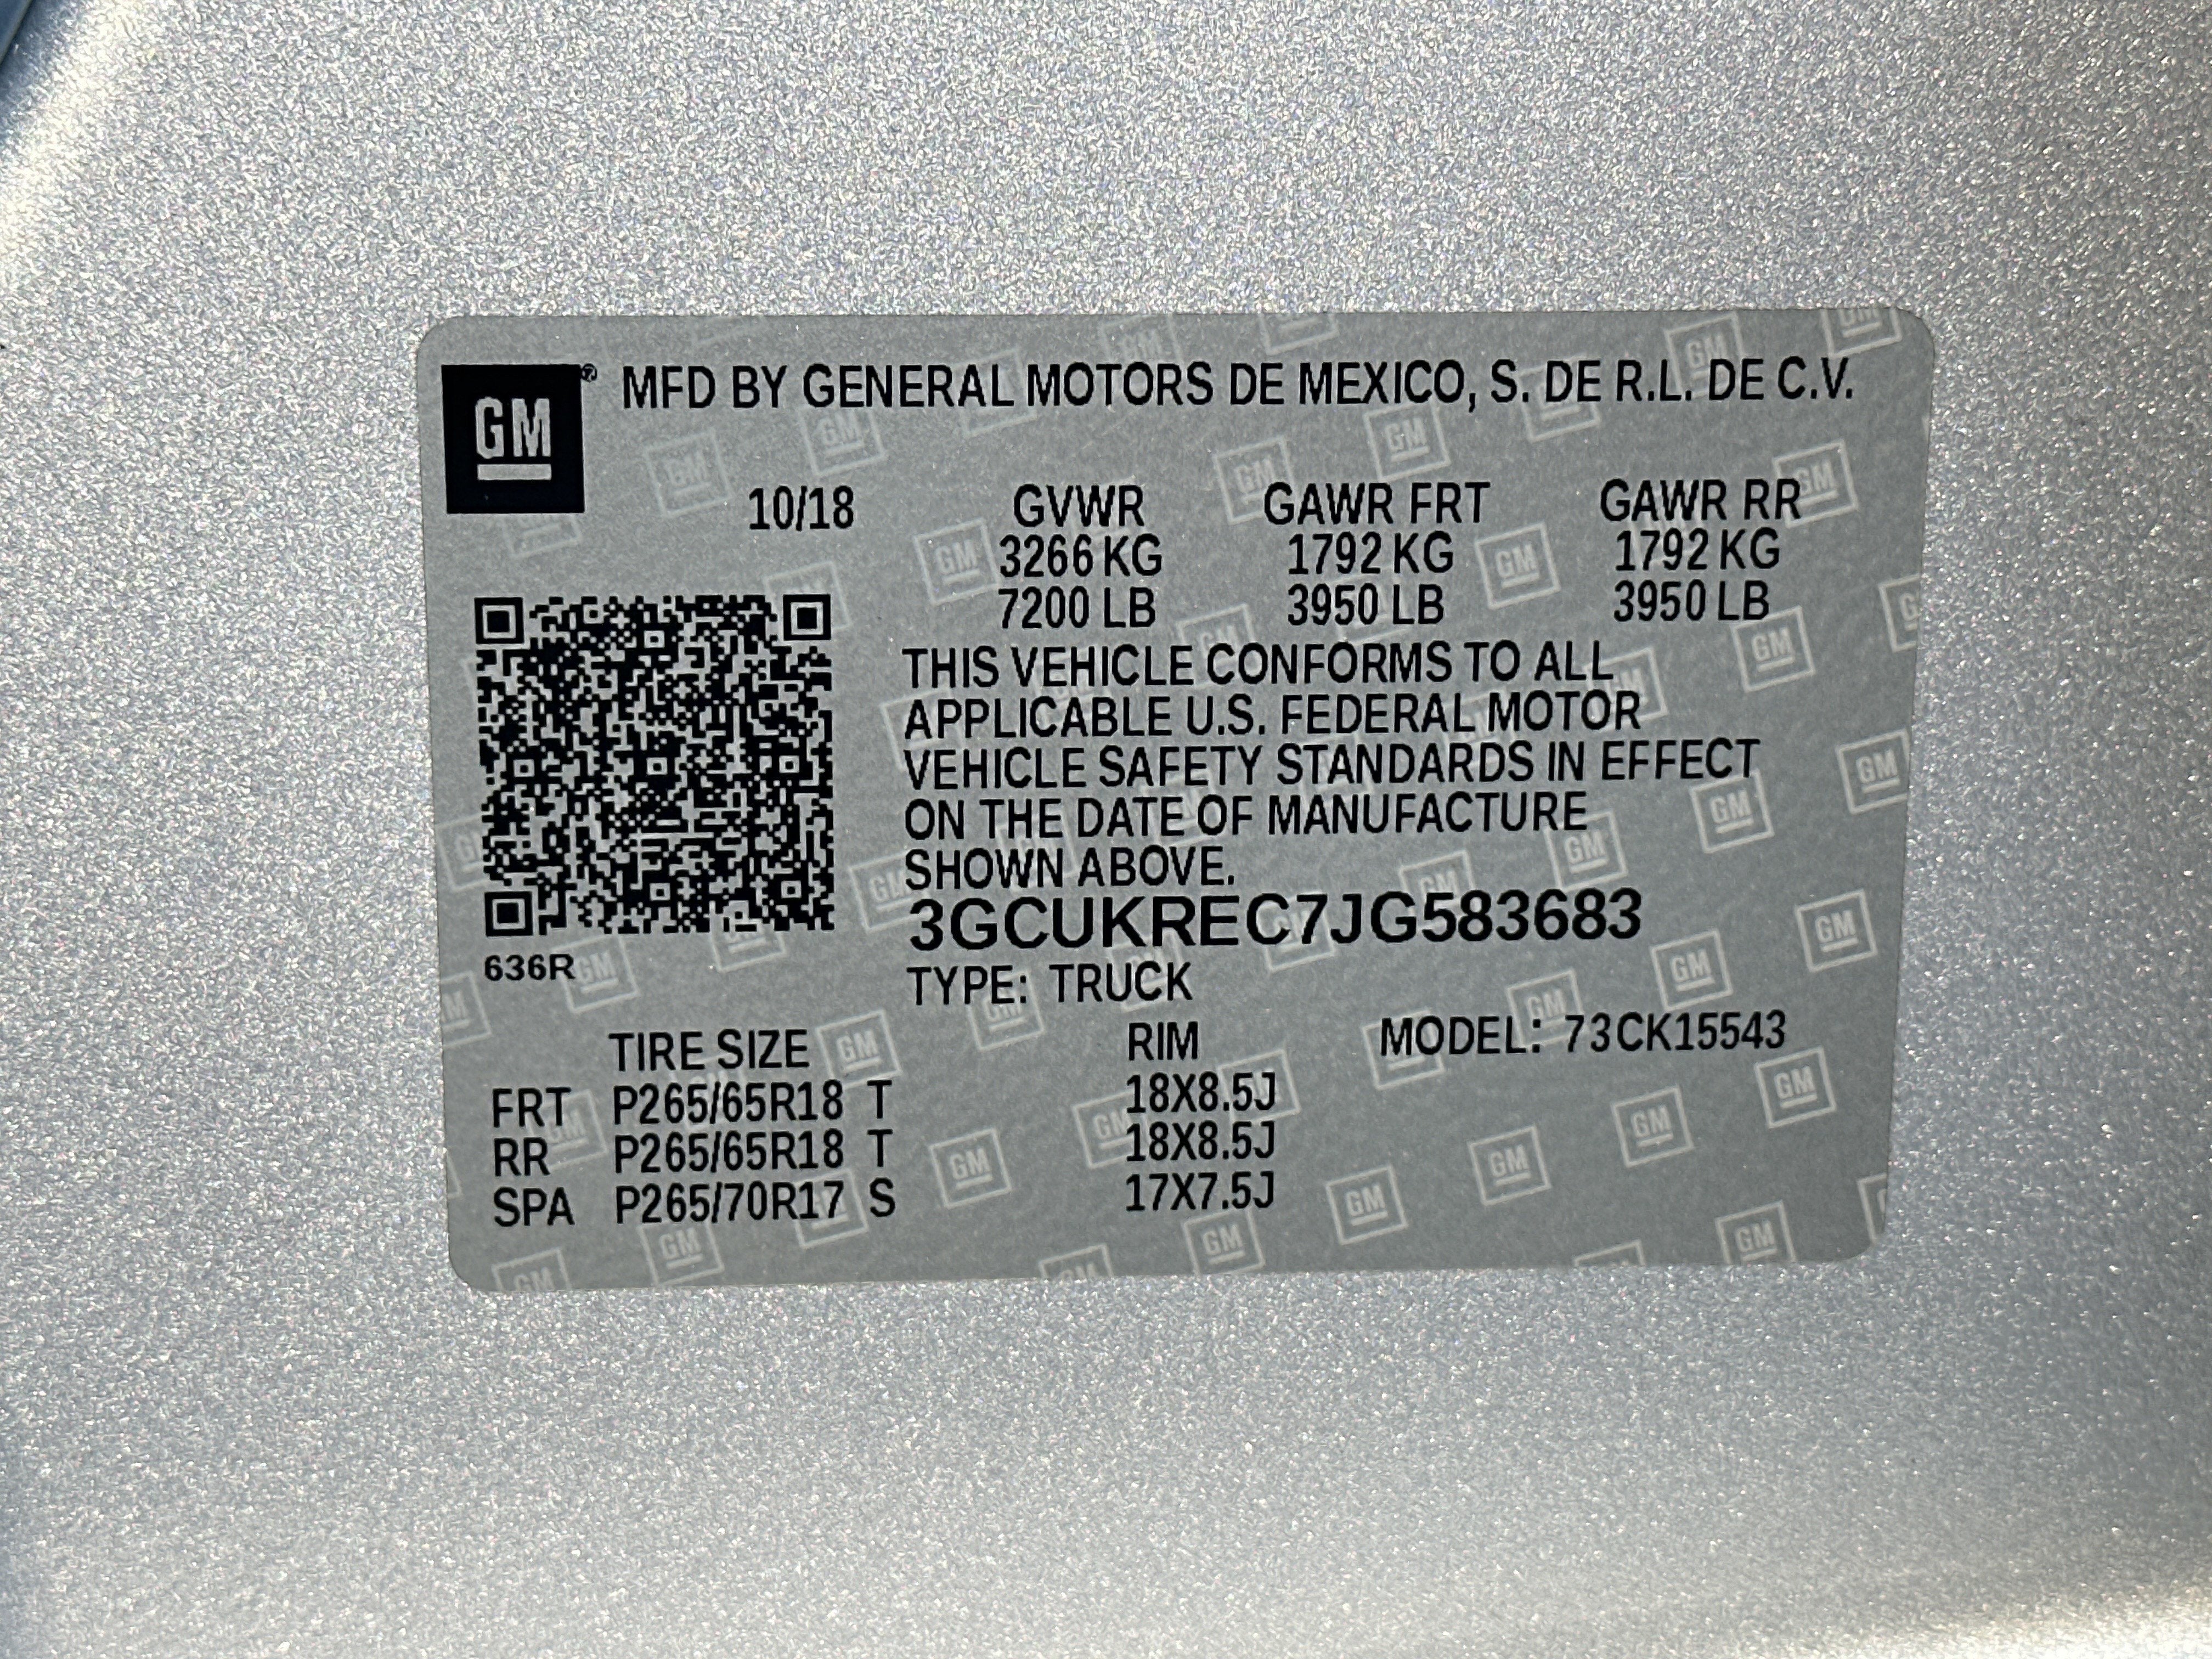 GM® MFD BY GENERAL MOTORS DE MEXICO, S. DE R.L. DE C.V.
10/18 GVWR GAWR FRT GAWR RR
3266 KG 1792 KG 1792 KG
7200 LB 3950 LB 3950 LB
THIS VEHICLE CONFORMS TO ALL
APPLICABLE U.S. FEDERAL MOTOR
VEHICLE SAFETY STANDARDS IN EFFECT
ON THE DATE OF MANUFACTURE
SHOWN ABOVE.
3GCUKREC7JG583683
636R
TYPE: TRUCK
TIRE SIZE RIM MODEL: 73CK15543
FRT P265/65R18 T 18X8.5J
RR P265/65R18 T 18X8.5J
SPA P265/70R17 S 17X7.5J